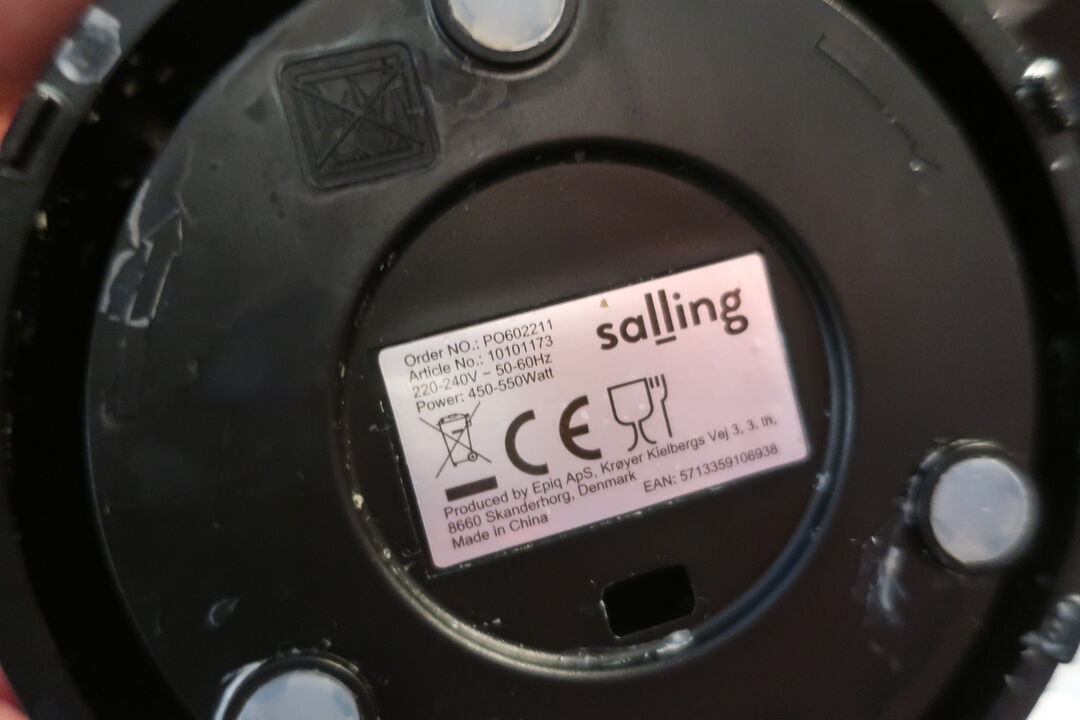 salling
Order NO.: PO602211
Article No.: 10101173
220-240V ~ 50-60Hz
Power: 450-550Watt
CE
Produced by Epiq ApS, Krøyer Kielbergs Vej 3, 3. th,
8660 Skanderborg, Denmark
EAN: 5713359106938
Made in China